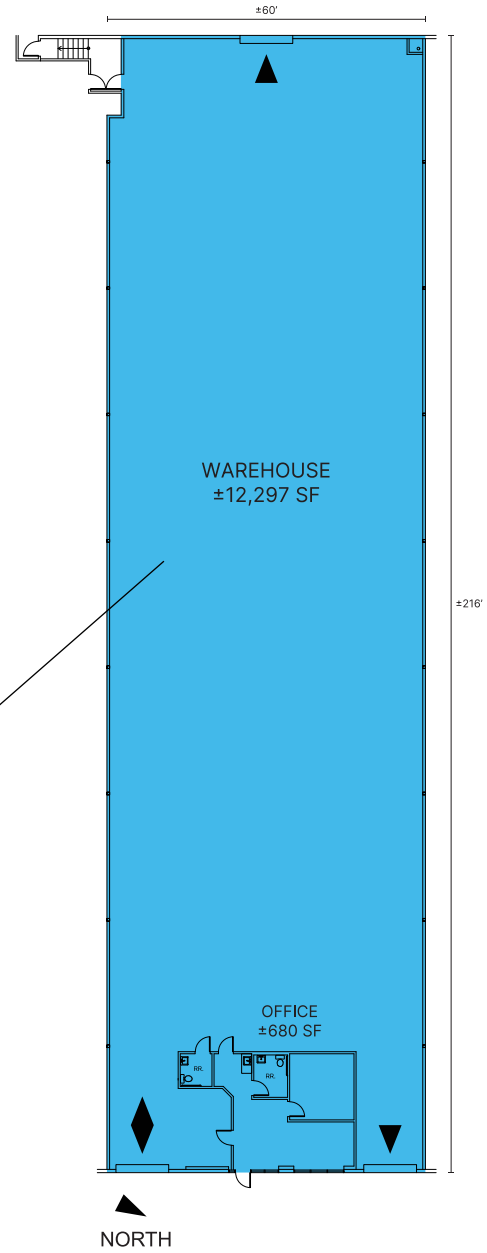 ±60'
WAREHOUSE
±12,297 SF
±216'
OFFICE
±680 SF
RR.
RR.
NORTH